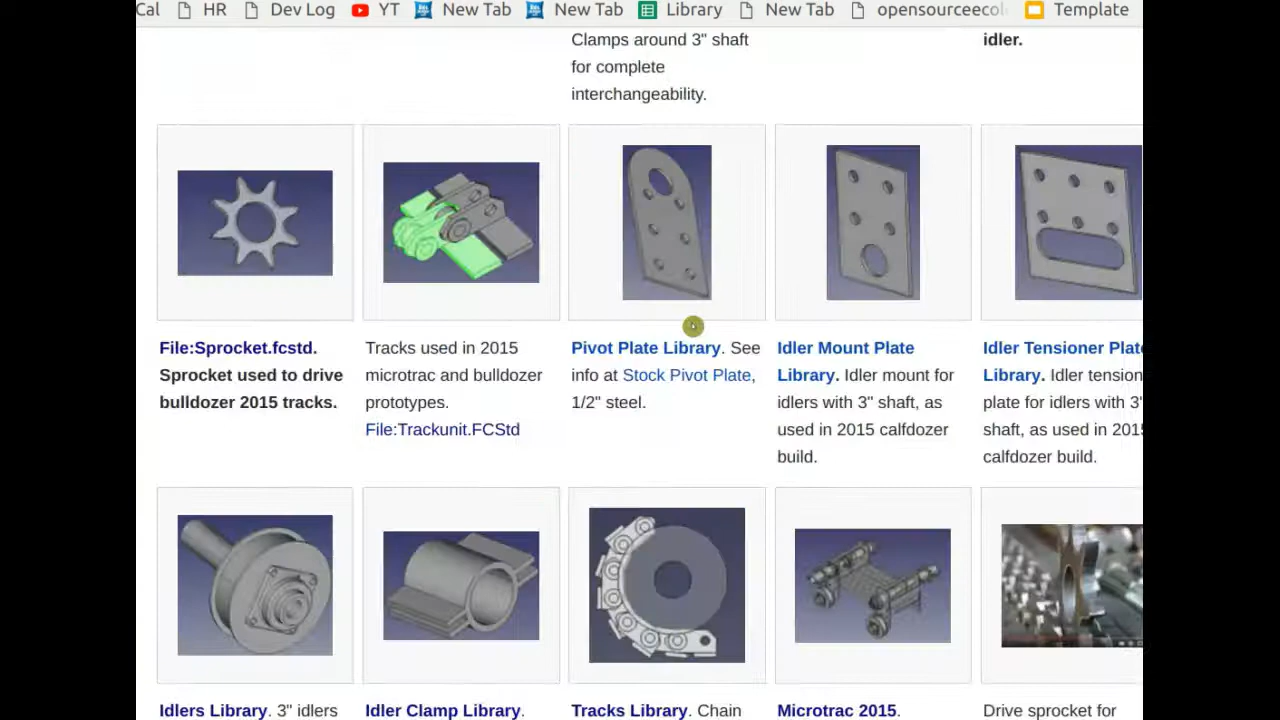 Cal HR Dev Log YT New Tab New Tab Library New Tab opensourceecol Template
Clamps around 3" shaft
for complete
interchangeability.
idler.
File:Sprocket.fcstd.
Sprocket used to drive
bulldozer 2015 tracks.
Tracks used in 2015
microtrac and bulldozer
prototypes.
File:Trackunit.FCStd
Pivot Plate Library. See
info at Stock Pivot Plate,
1/2" steel.
Idler Mount Plate
Library. Idler mount for
idlers with 3" shaft, as
used in 2015 calfdozer
build.
Idler Tensioner Plate
Library. Idler tension
plate for idlers with 3"
shaft, as used in 2015
calfdozer build.
Idlers Library. 3" idlers
Idler Clamp Library.
Tracks Library. Chain
Microtrac 2015.
Drive sprocket for